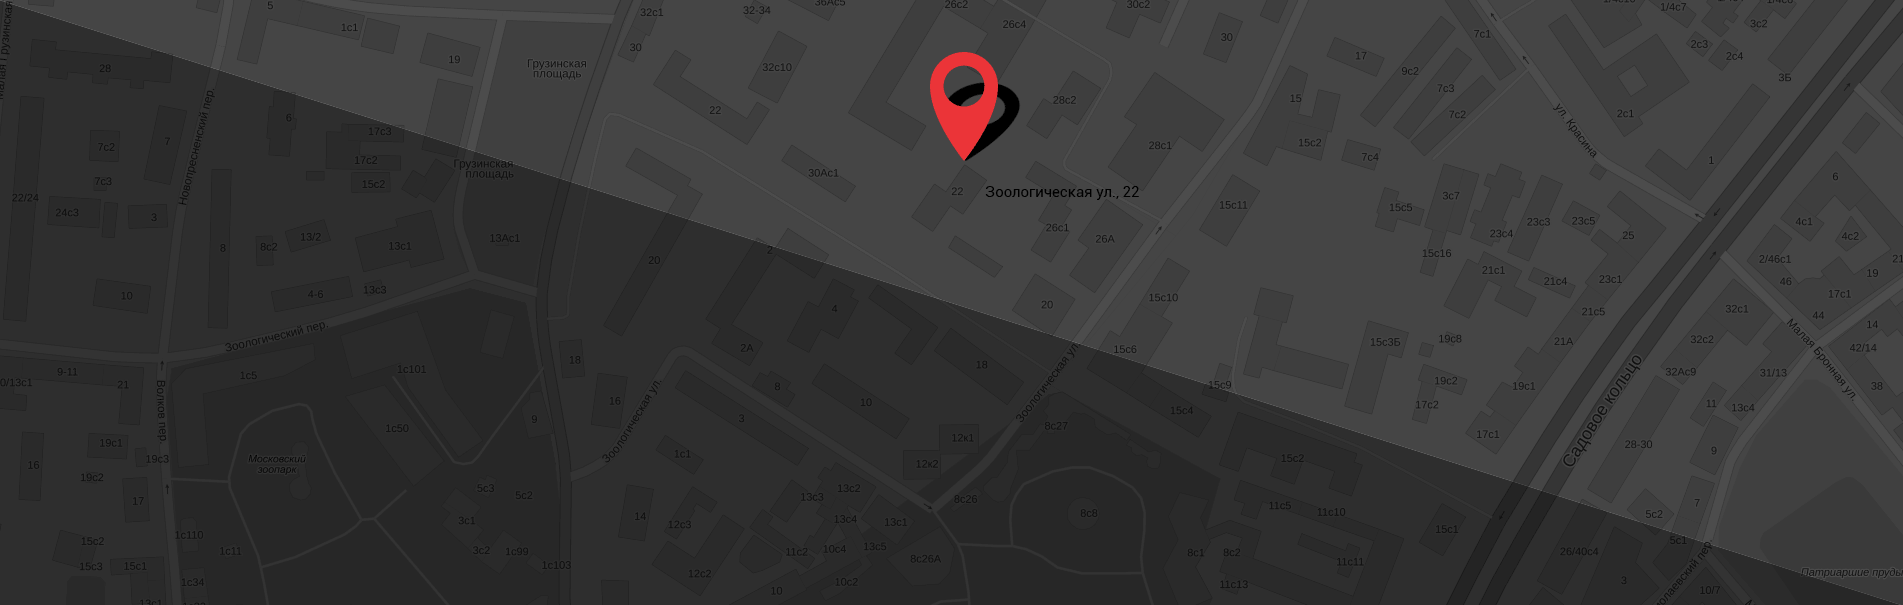 5
1с1
32с1
32-34
36Ас5
26с2
26с4
30с2
1/4с7
3с2
7с1
2с3
2с4
3Б
30
30
17
19
Грузинская
площадь
28
32с10
9с2
7с3
7с2
15
28с2
22
2с1
ул. Красина
Новопресненский пер.
6
17с3
7
7с2
17с2
15с2
Грузинская
площадь
28с1
15с2
7с4
1
7с3
30Ас1
22
Зоологическая ул., 22
6
22/24
24с3
3
15с11
15с5
3с7
23с3
23с5
25
4с1
4с2
8
8с2
13/2
13с1
13Ас1
26с1
26А
23с4
15с16
2
20
2/46с1
19
21с1
21с4
23с1
46
17с1
10
4-6
13с3
20
15с10
4
21с5
32с1
44
14
Зоологический пер.
2А
15с6
15с3Б
19с8
21А
32с2
42/14
Малая Бронная ул.
9-11
21
1с5
1с101
18
18
8
15с9
19с2
19с1
32Ас9
31/13
38
Волков пер.
16
Зоологическая ул.
10
Зоологическая ул.
15с4
17с2
11
13с4
1с50
9
3
8с27
17с1
Садовое кольцо
28-30
9
19с1
12к1
16
19с3
Московский
зоопарк
1с1
12к2
15с2
19с2
17
5с3
5с2
13с3
13с2
8с26
8с8
11с5
11с10
7
5с2
3с1
14
12с3
13с4
13с1
15с1
1с110
15с2
1с11
3с2
1с99
11с2
10с4
13с5
8с26А
8с1
8с2
11с11
26/40с4
5с1
15с3
15с1
1с103
12с2
Патриаршие пруды
1с34
10
10с2
11с13
3
10/7
13с1